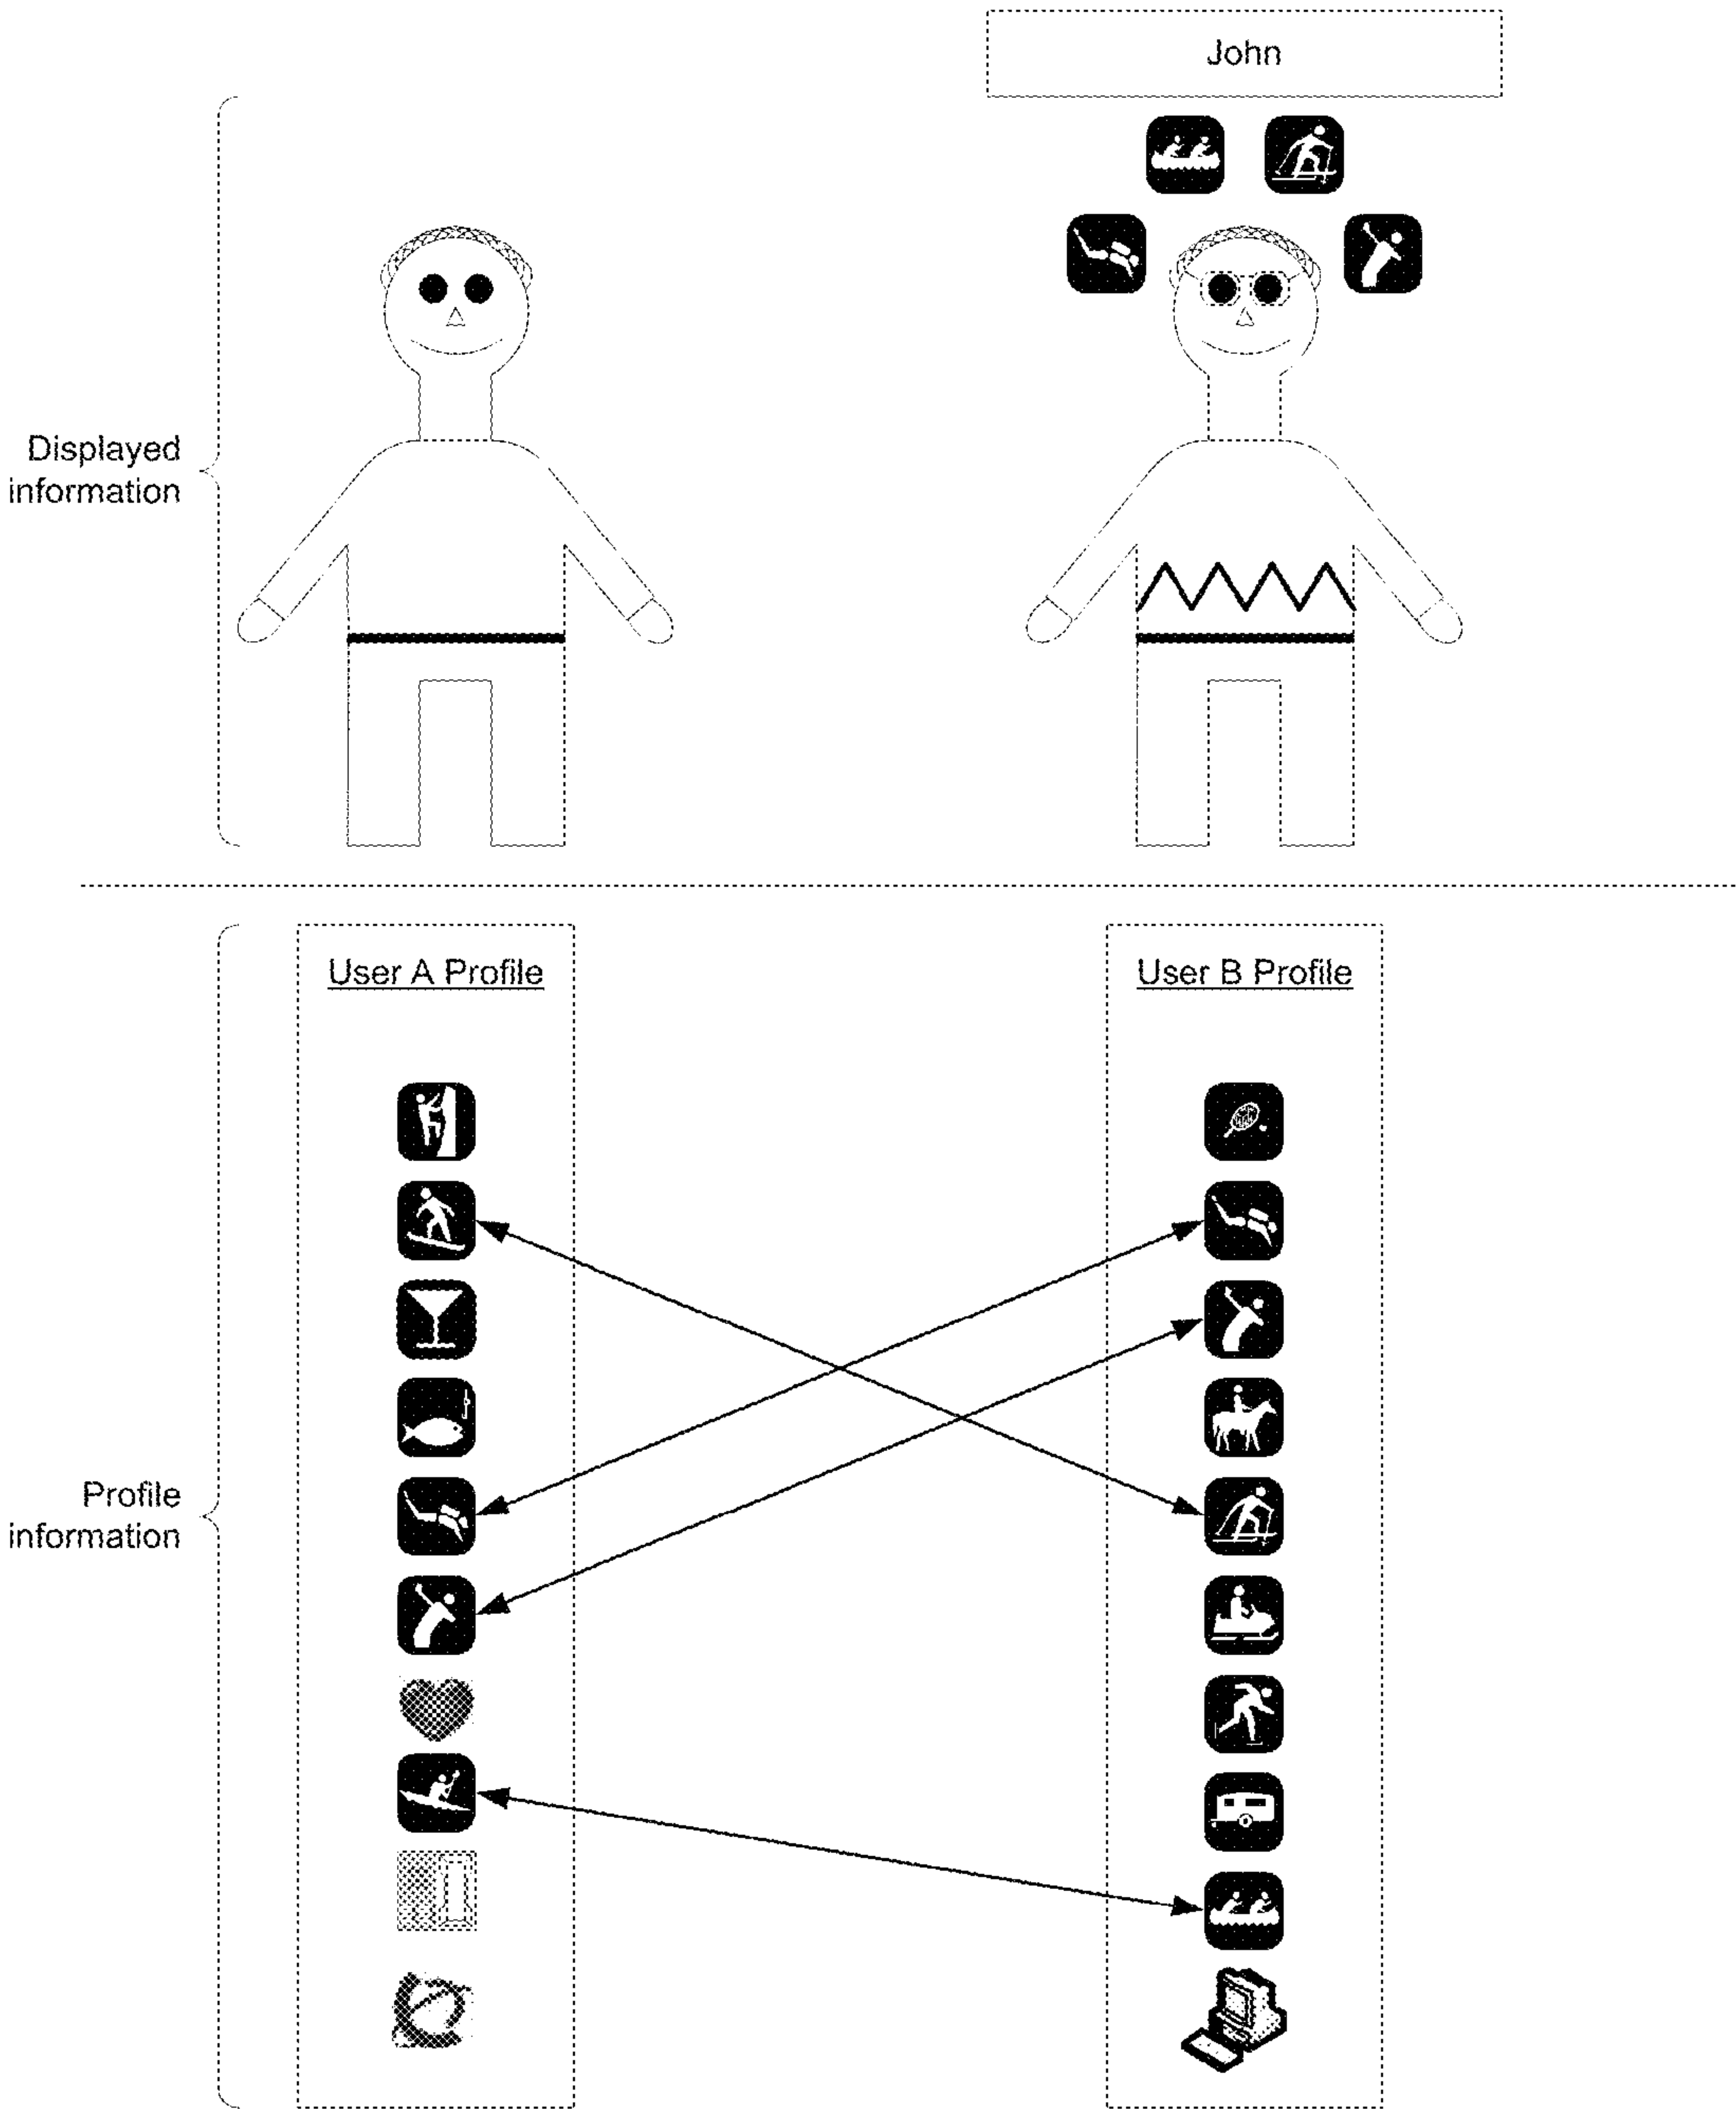 John
Displayed
information
User A Profile
User B Profile
Profile
information